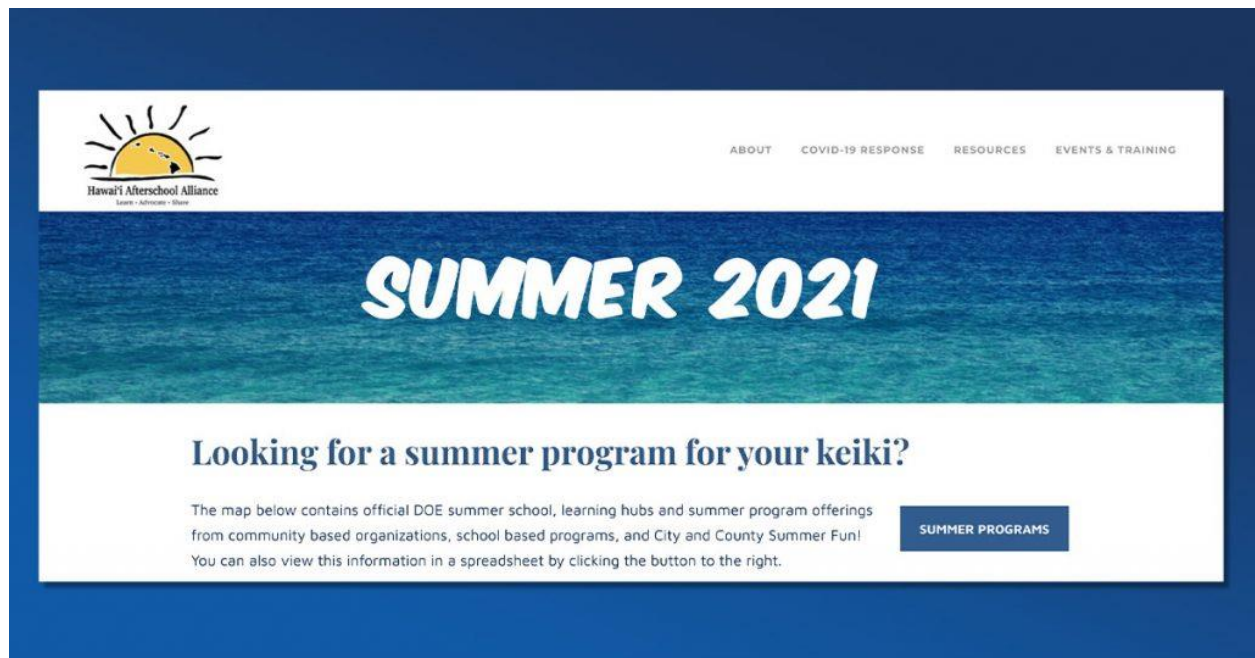 Hawai'i Afterschool Alliance
Learn • Advocate • Share
ABOUT COVID-19 RESPONSE RESOURCES EVENTS & TRAINING
SUMMER 2021
Looking for a summer program for your keiki?
The map below contains official DOE summer school, learning hubs and summer program offerings
from community based organizations, school based programs, and City and County Summer Fun!
You can also view this information in a spreadsheet by clicking the button to the right.
SUMMER PROGRAMS